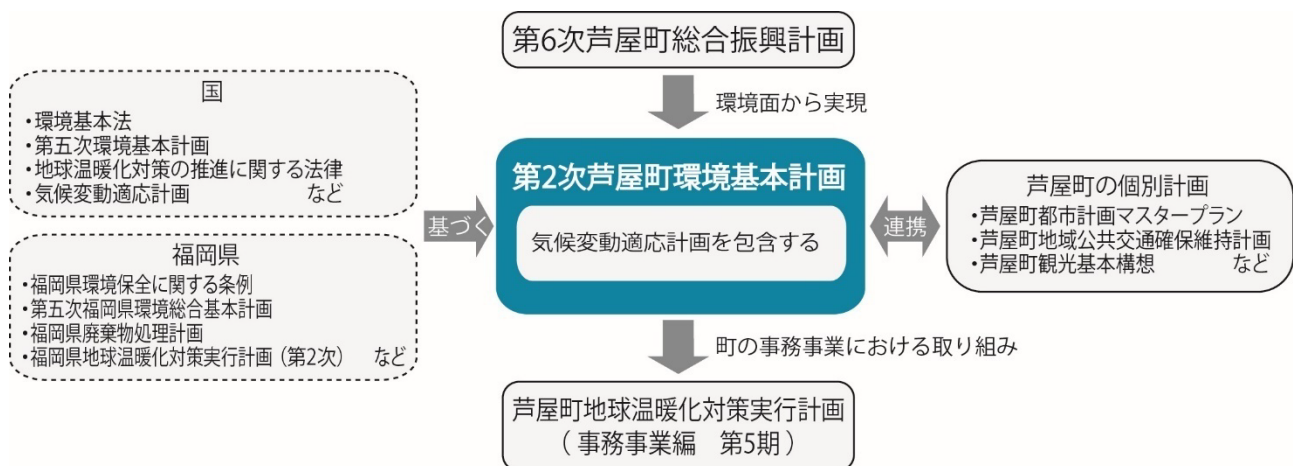 第6次芦屋町総合振興計画
環境面から実現
国
・環境基本法
・第五次環境基本計画
・地球温暖化対策の推進に関する法律
・気候変動適応計画 など
福岡県
・福岡県環境保全に関する条例
・第五次福岡県環境総合基本計画
・福岡県廃棄物処理計画
・福岡県地球温暖化対策実行計画（第2次） など
基づく
第2次芦屋町環境基本計画
気候変動適応計画を包含する
連携
芦屋町の個別計画
・芦屋町都市計画マスタープラン
・芦屋町地域公共交通確保維持計画
・芦屋町観光基本構想 など
町の事務事業における取り組み
芦屋町地球温暖化対策実行計画
（ 事務事業編 第5期 ）